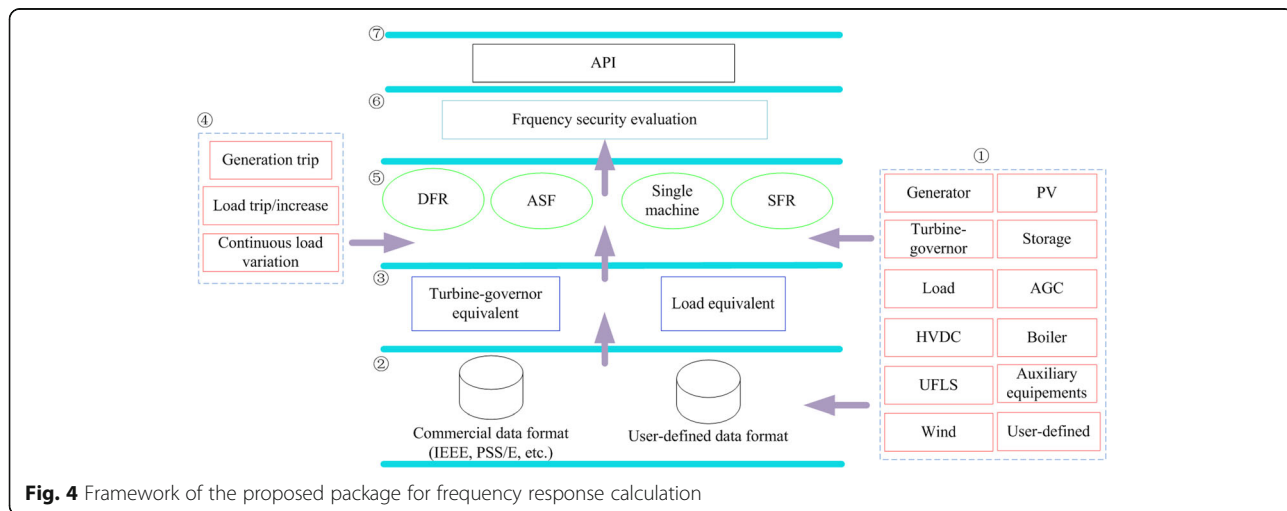 ⑦
API
⑥
Frquency security evaluation
④
Generation trip
Load trip/increase
Continuous load
variation
⑤
DFR
ASF
Single
machine
SFR
①
Generator
PV
Turbine-
governor
Storage
Load
AGC
HVDC
Boiler
UFLS
Auxiliary
equipements
Wind
User-defined
③
Turbine-governor
equivalent
Load equivalent
②
Commercial data format
(IEEE, PSS/E, etc.)
User-defined data format
Fig. 4 Framework of the proposed package for frequency response calculation